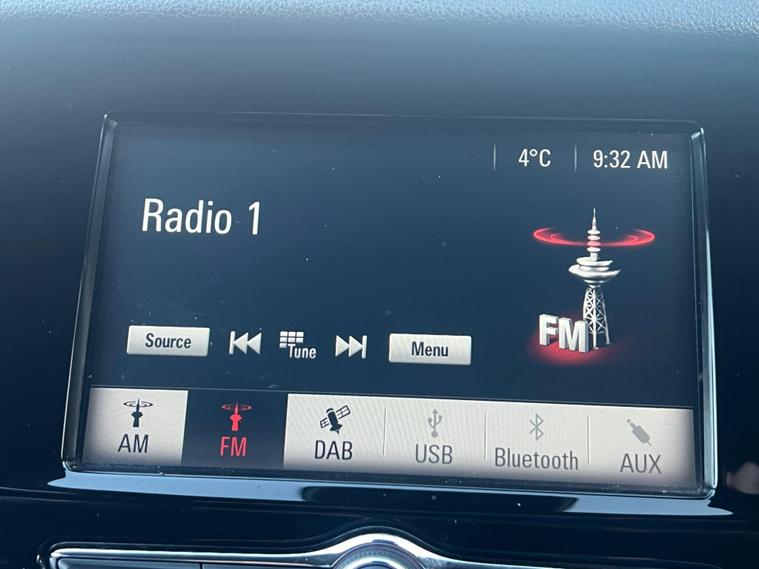 4°C 9:32 AM
Radio 1
FM
Source Tune Menu
AM FM DAB USB Bluetooth AUX